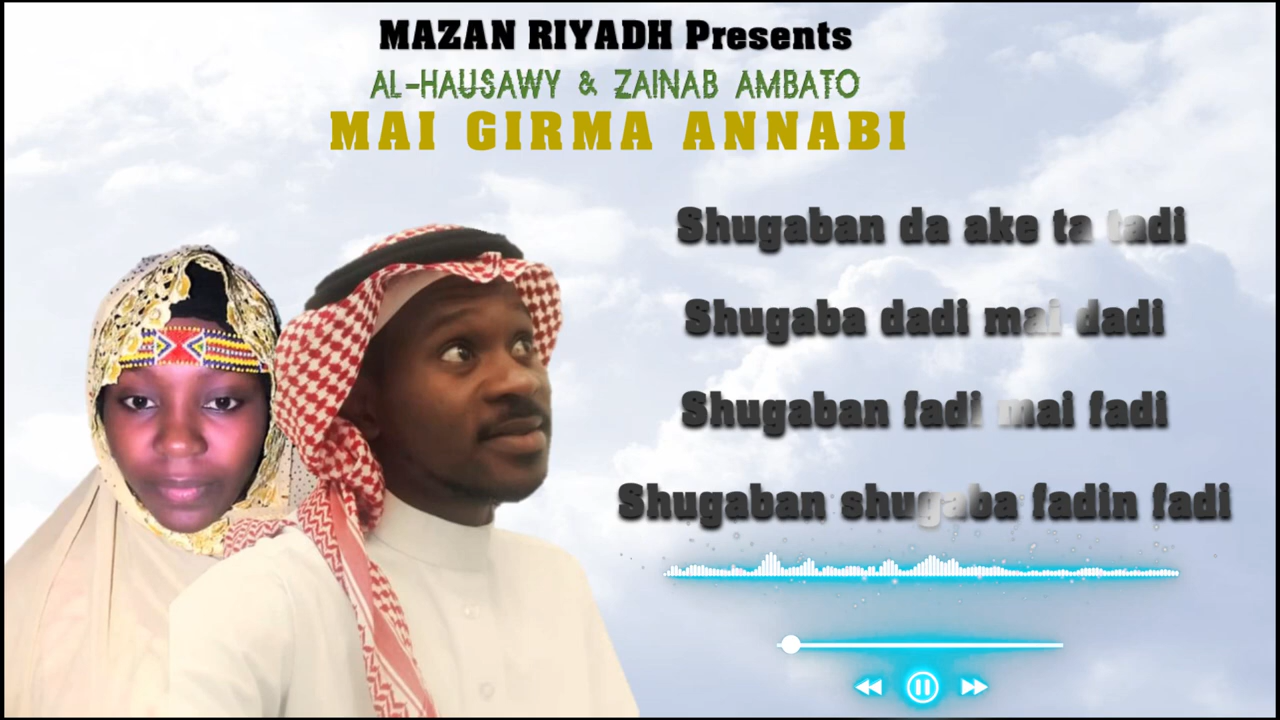 MAZAN RIYADH Presents
AL-HAUSAWY & ZAINAB AMBATO
MAI GIRMA ANNABI
Shugaban da ake ta tadi
Shugaba dadi mai dadi
Shugaban fadi mai fadi
Shugaban shugaba fadin fadi